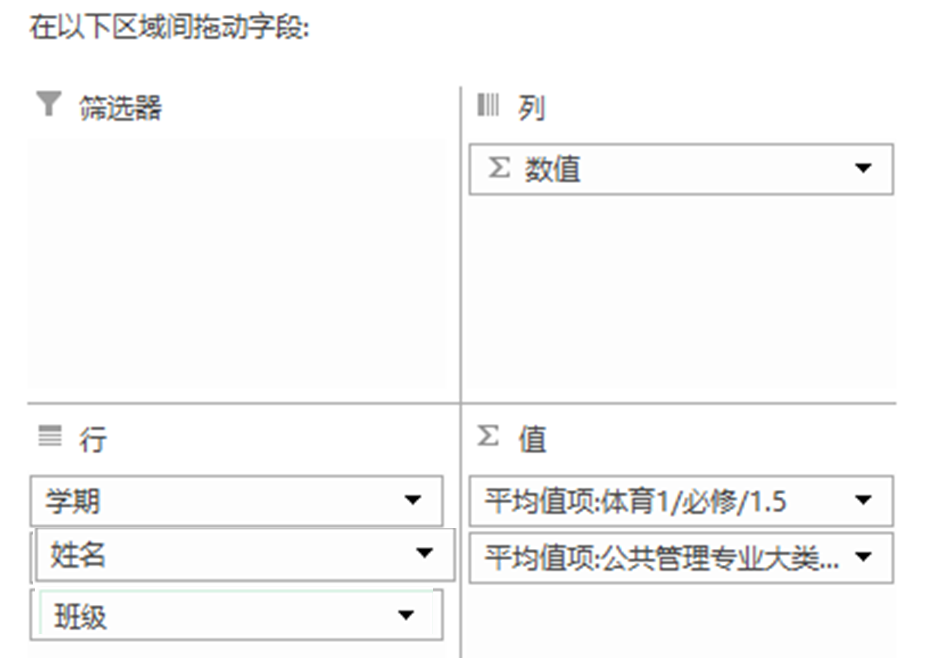 在以下区域间拖动字段:
筛选器
列
Σ 数值
行
Σ 值
学期
姓名
班级
平均值项:体育1/必修/1.5
平均值项:公共管理专业大类...